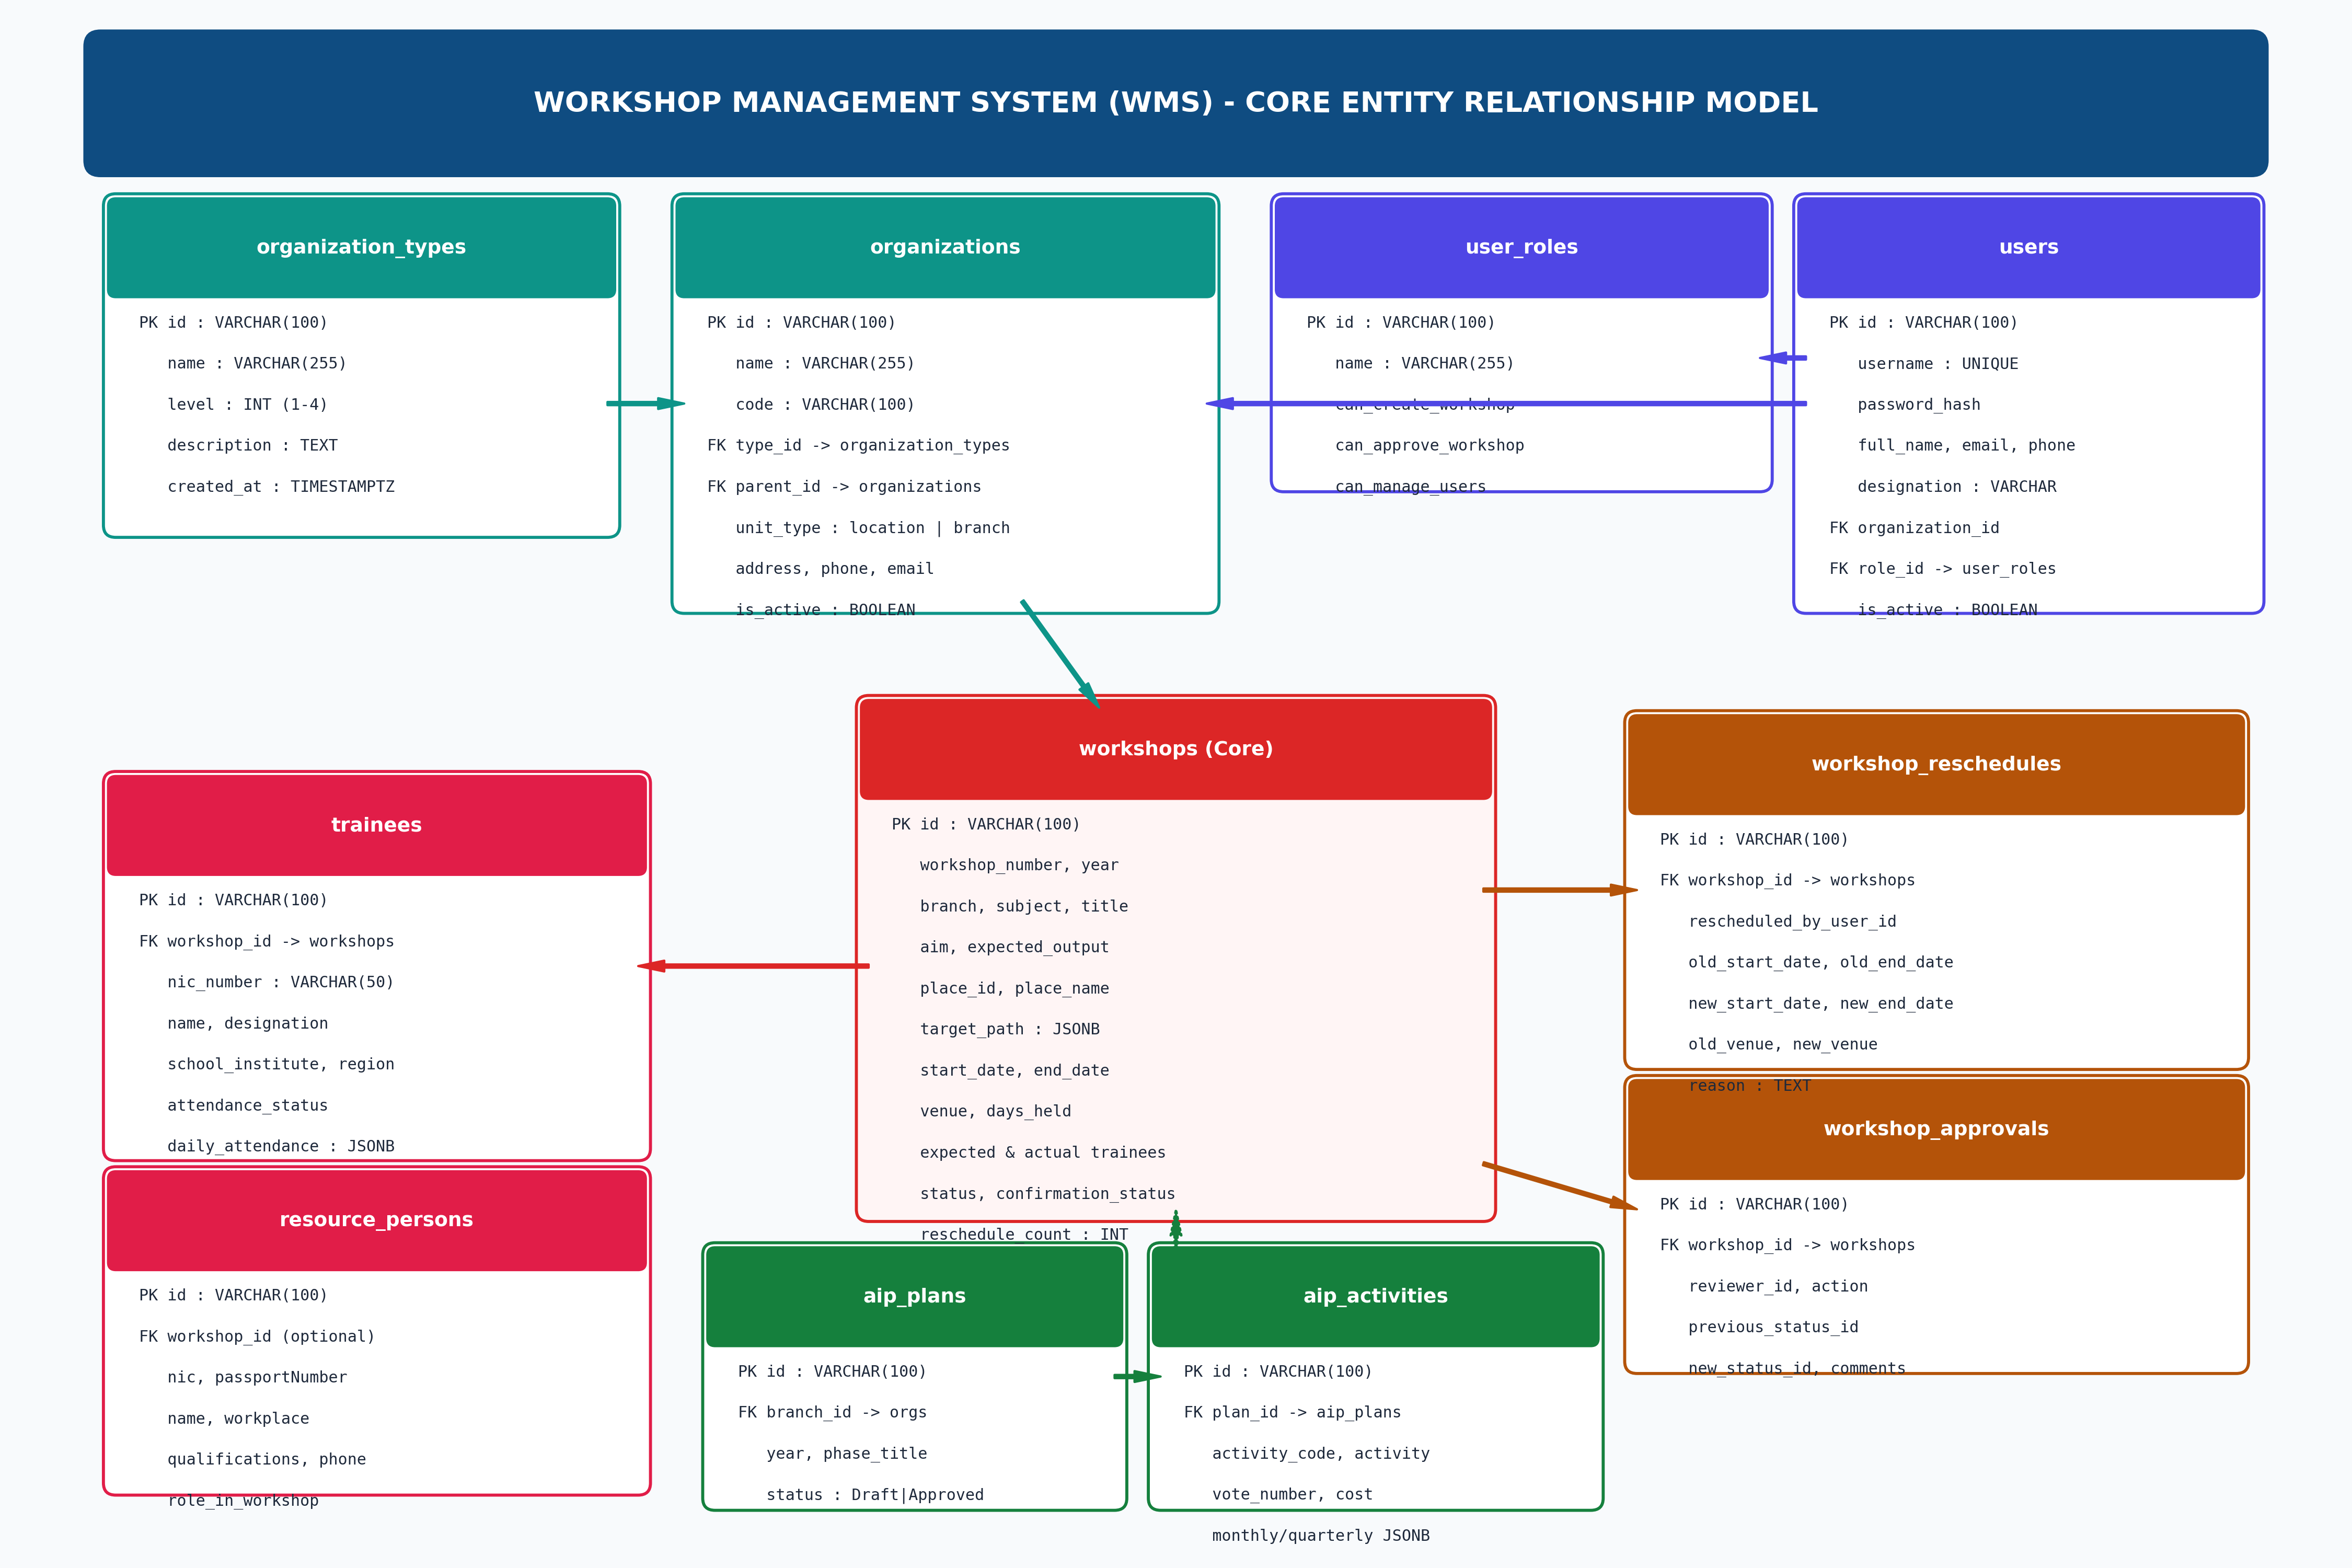 WORKSHOP MANAGEMENT SYSTEM (WMS) - CORE ENTITY RELATIONSHIP MODEL
organization_types
PK id : VARCHAR(100)
name : VARCHAR(255)
level : INT (1-4)
description : TEXT
created_at : TIMESTAMPTZ
organizations
PK id : VARCHAR(100)
name : VARCHAR(255)
code : VARCHAR(100)
FK type_id -> organization_types
FK parent_id -> organizations
unit_type : location | branch
address, phone, email
is_active : BOOLEAN
user_roles
PK id : VARCHAR(100)
name : VARCHAR(255)
can_create_workshop
can_approve_workshop
can_manage_users
users
PK id : VARCHAR(100)
username : UNIQUE
password_hash
full_name, email, phone
designation : VARCHAR
FK organization_id
FK role_id -> user_roles
is_active : BOOLEAN
workshops (Core)
PK id : VARCHAR(100)
workshop_number, year
branch, subject, title
aim, expected_output
place_id, place_name
target_path : JSONB
start_date, end_date
venue, days_held
expected & actual trainees
status, confirmation_status
reschedule_count : INT
trainees
PK id : VARCHAR(100)
FK workshop_id -> workshops
nic_number : VARCHAR(50)
name, designation
school_institute, region
attendance_status
daily_attendance : JSONB
resource_persons
PK id : VARCHAR(100)
FK workshop_id (optional)
nic, passportNumber
name, workplace
qualifications, phone
role_in_workshop
workshop_reschedules
PK id : VARCHAR(100)
FK workshop_id -> workshops
rescheduled_by_user_id
old_start_date, old_end_date
new_start_date, new_end_date
old_venue, new_venue
reason : TEXT
workshop_approvals
PK id : VARCHAR(100)
FK workshop_id -> workshops
reviewer_id, action
previous_status_id
new_status_id, comments
aip_plans
PK id : VARCHAR(100)
FK branch_id -> orgs
year, phase_title
status : Draft|Approved
aip_activities
PK id : VARCHAR(100)
FK plan_id -> aip_plans
activity_code, activity
vote_number, cost
monthly/quarterly JSONB